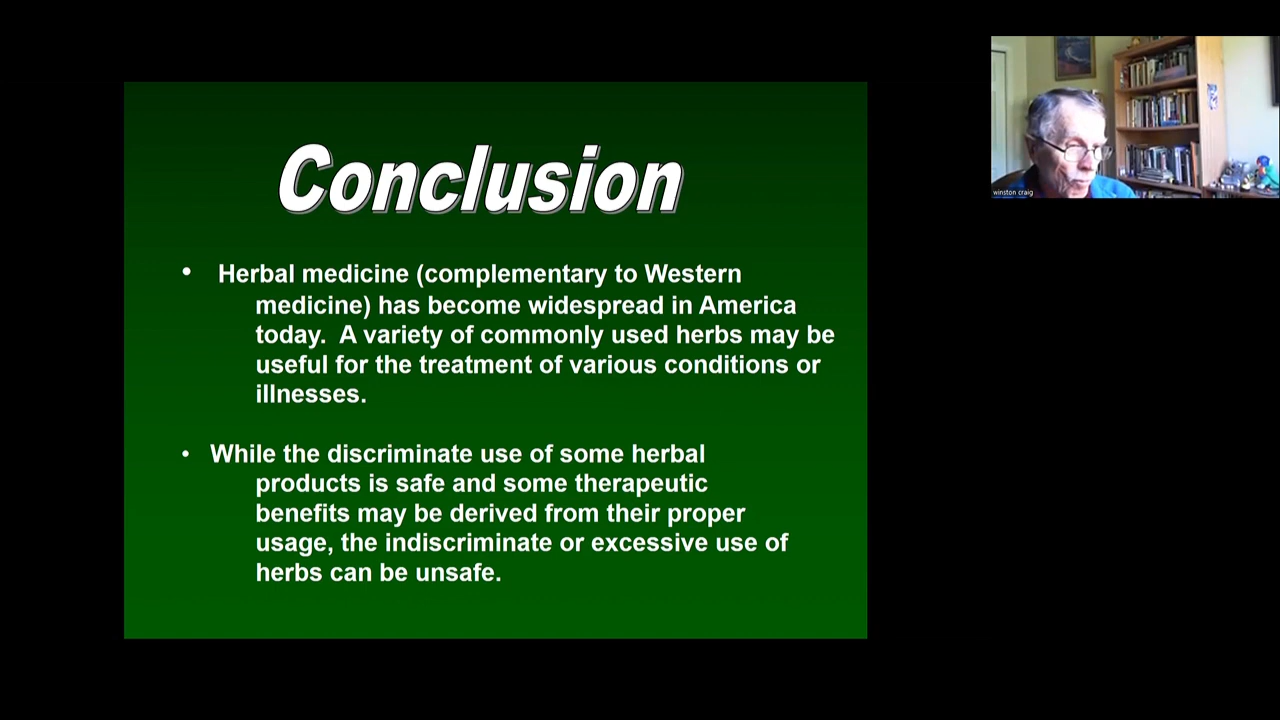 Conclusion
• Herbal medicine (complementary to Western
medicine) has become widespread in America
today. A variety of commonly used herbs may be
useful for the treatment of various conditions or
illnesses.
• While the discriminate use of some herbal
products is safe and some therapeutic
benefits may be derived from their proper
usage, the indiscriminate or excessive use of
herbs can be unsafe.
winston craig